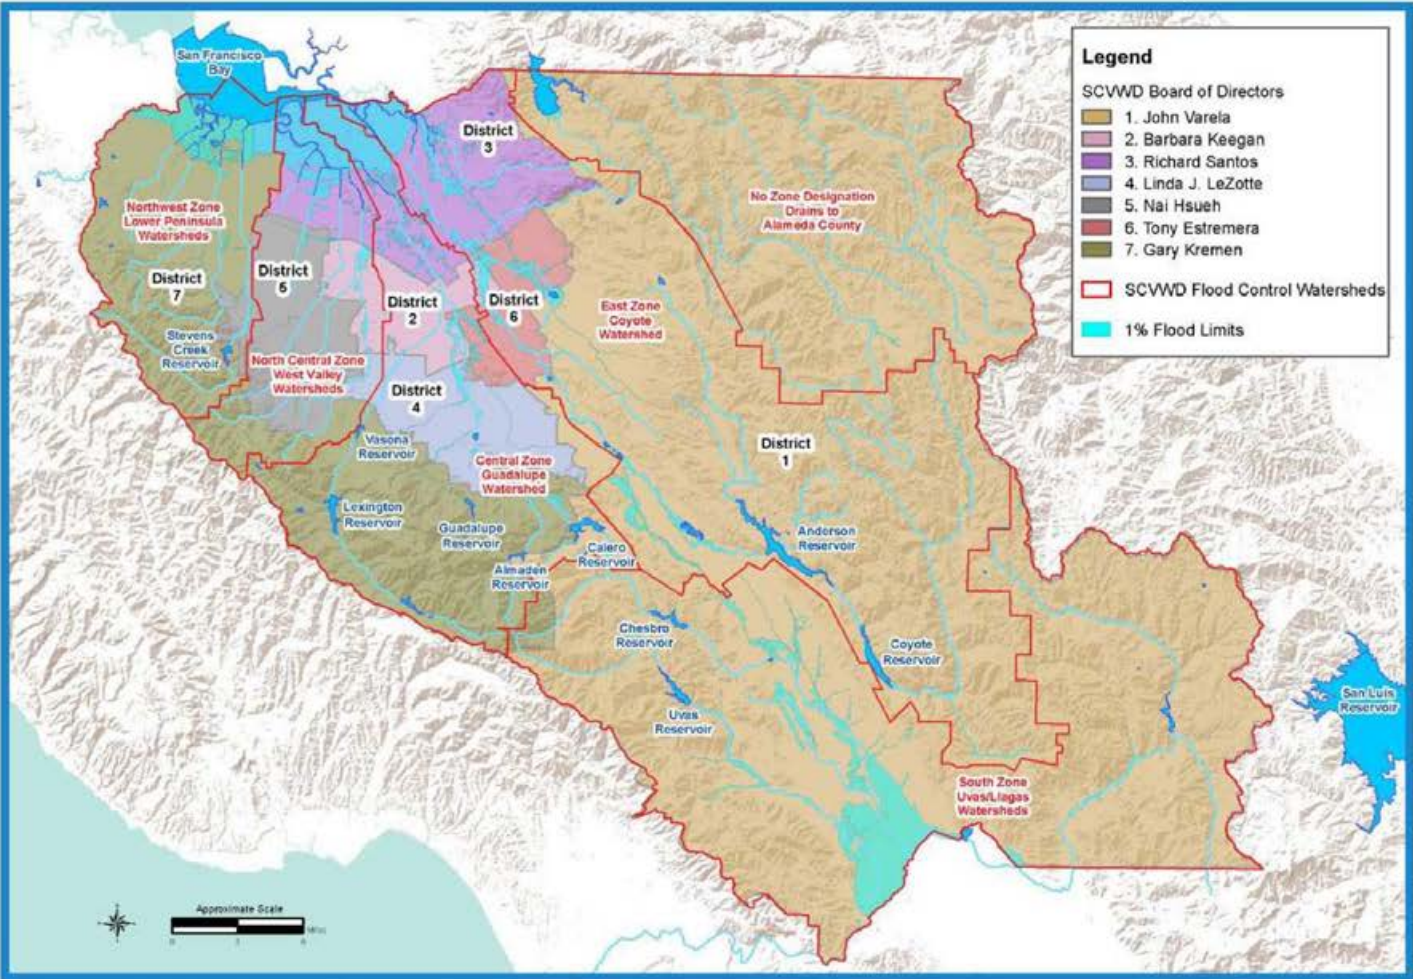 San Francisco
Bay
Legend
SCVWD Board of Directors
1. John Varela
2. Barbara Keegan
3. Richard Santos
4. Linda J. LeZotte
5. Nai Hsueh
6. Tony Estremera
7. Gary Kremen
SCVWD Flood Control Watersheds
1% Flood Limits
District
3
No Zone Designation
Drains to
Alameda County
Northwest Zone
Lower Peninsula
Watersheds
District
7
District
5
District
2
District
6
East Zone
Coyote
Watershed
Stevens
Creek
Reservoir
North Central Zone
West Valley
Watersheds
District
4
Vasona
Reservoir
Central Zone
Guadalupe
Watershed
District
1
Lexington
Reservoir
Guadalupe
Reservoir
Almaden
Reservoir
Calero
Reservoir
Anderson
Reservoir
Chesbro
Reservoir
Coyote
Reservoir
Uvas
Reservoir
San Luis
Reservoir
South Zone
Uvas/Llagas
Watersheds
Approximate Scale
0
3
6
Miles